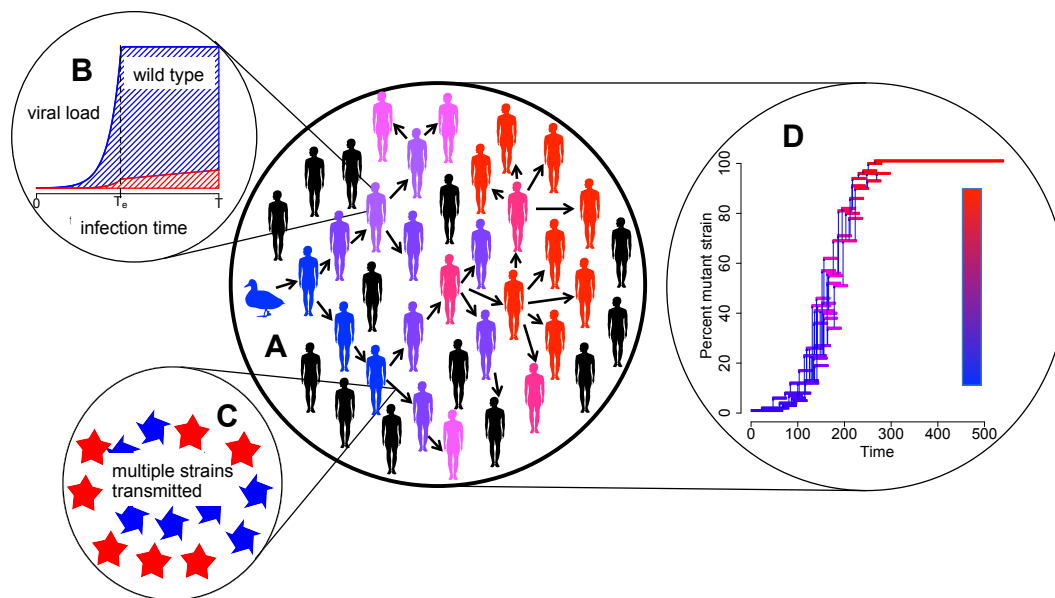 B
wild type
viral load
0
Te
T
infection time
A
C
multiple strains
transmitted
D
Percent mutant strain
100
80
60
40
20
0
0 100 200 300 400 500
Time